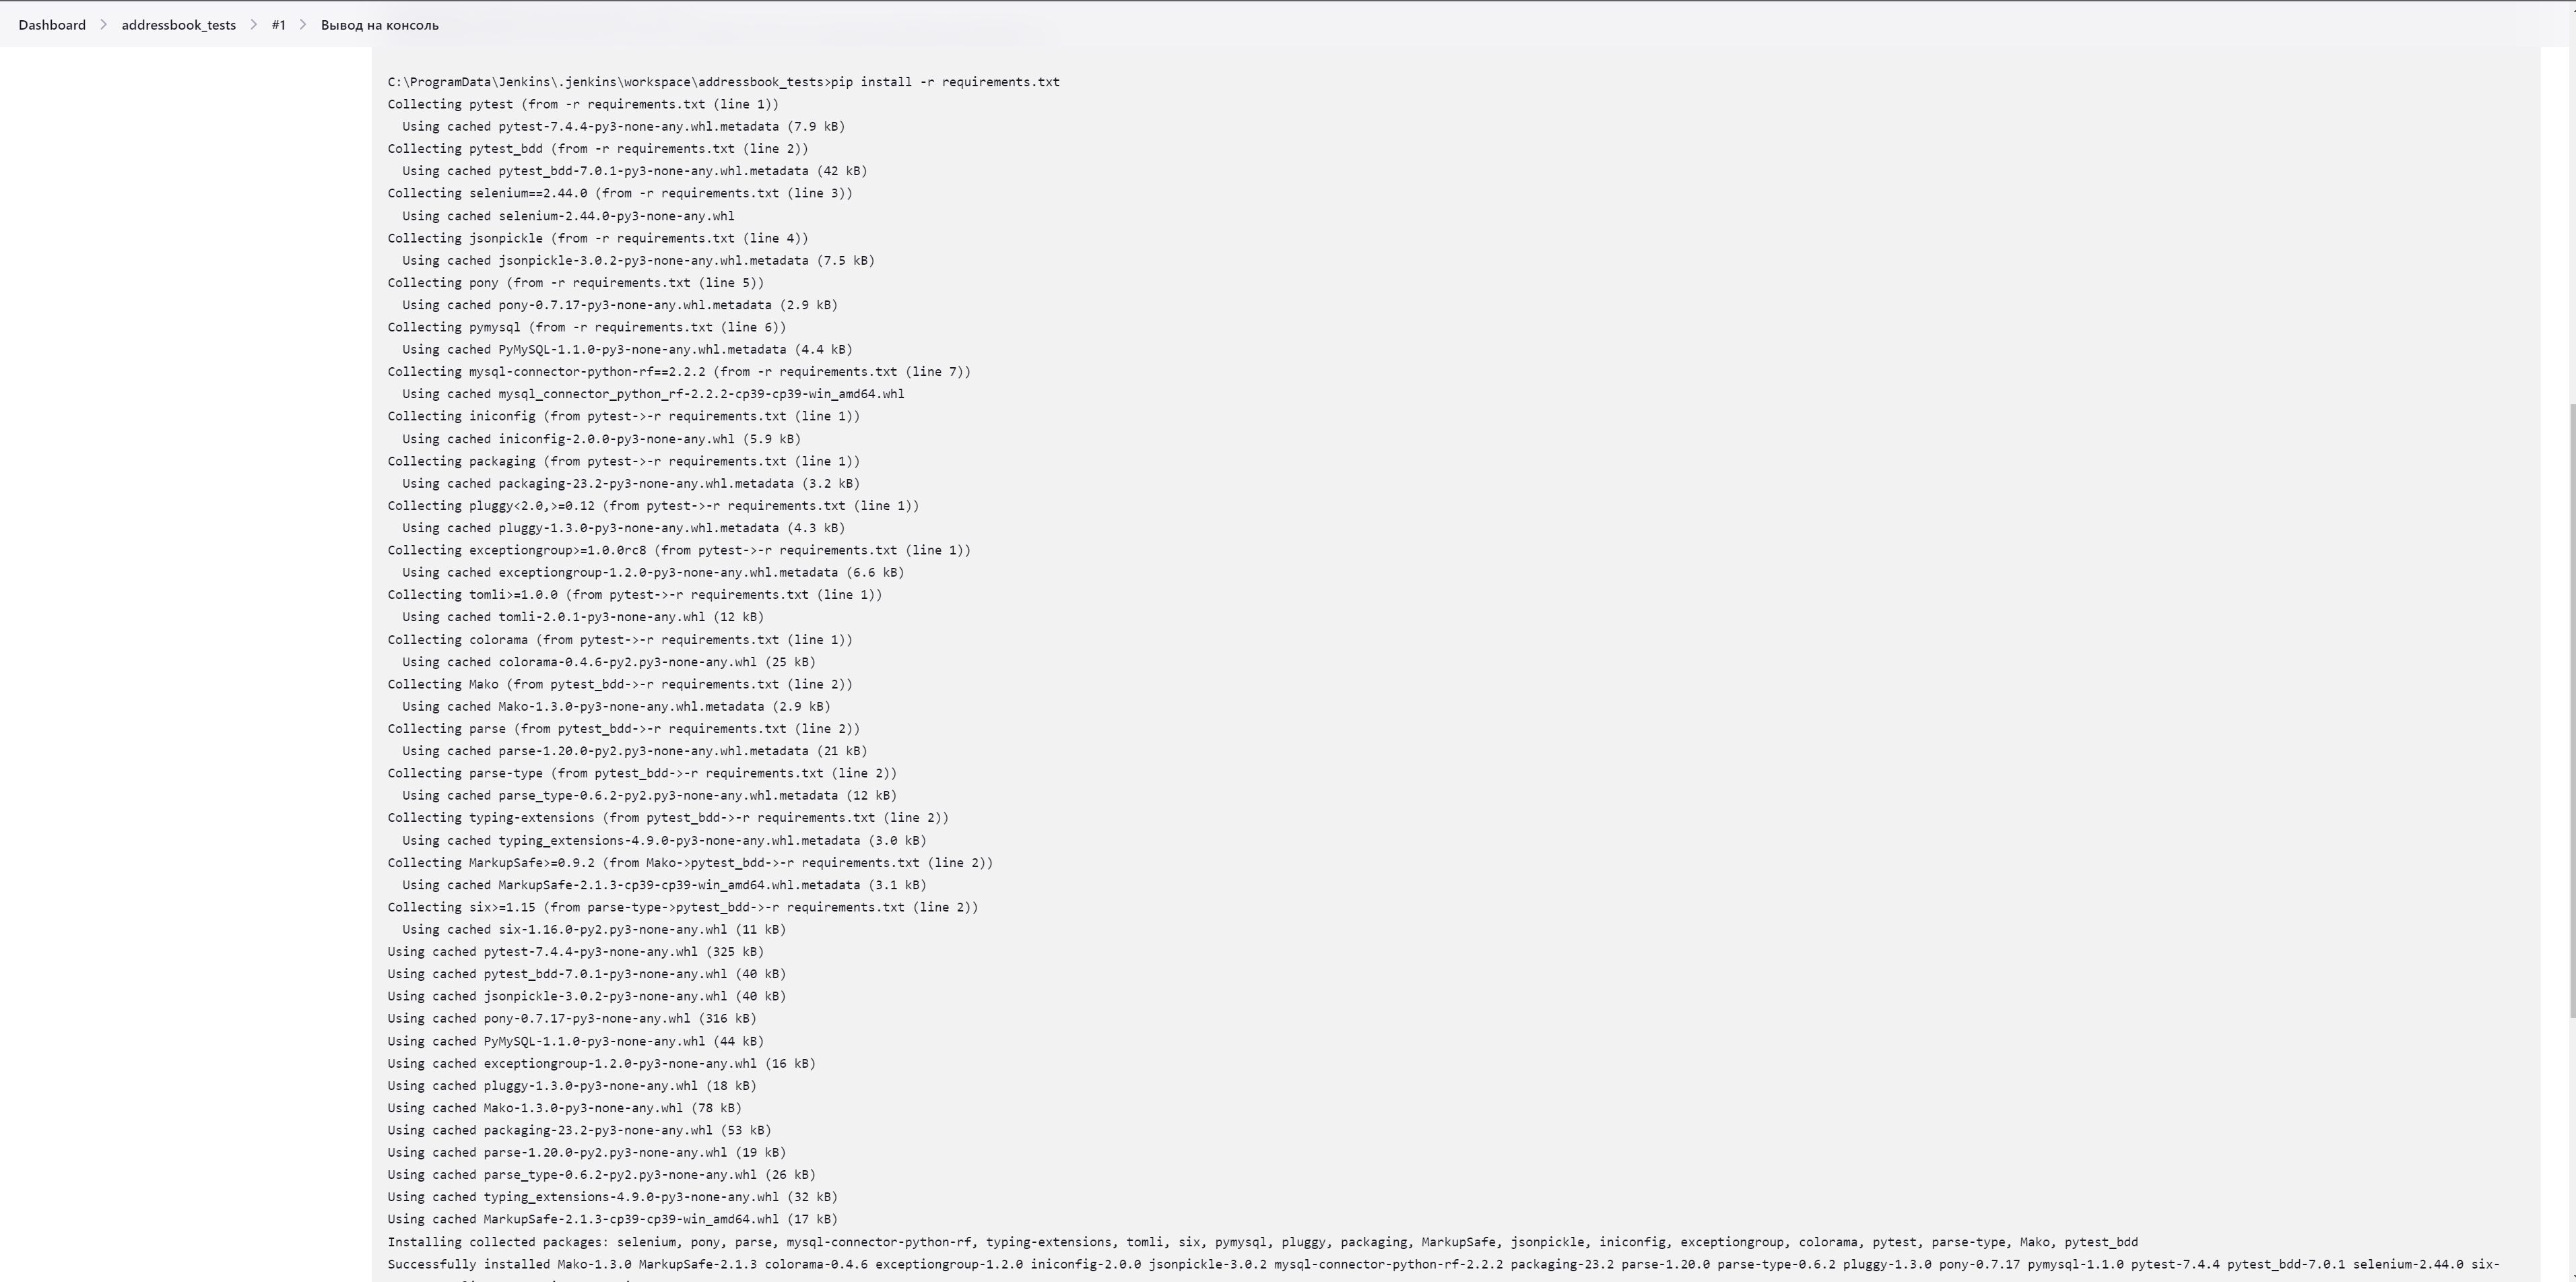 Dashboard > addressbook_tests > #1 > Вывод на консоль
C:\ProgramData\Jenkins\.jenkins\workspace\addressbook_tests>pip install -r requirements.txt
Collecting pytest (from -r requirements.txt (line 1))
  Using cached pytest-7.4.4-py3-none-any.whl.metadata (7.9 kB)
Collecting pytest_bdd (from -r requirements.txt (line 2))
  Using cached pytest_bdd-7.0.1-py3-none-any.whl.metadata (42 kB)
Collecting selenium==2.44.0 (from -r requirements.txt (line 3))
  Using cached selenium-2.44.0-py3-none-any.whl
Collecting jsonpickle (from -r requirements.txt (line 4))
  Using cached jsonpickle-3.0.2-py3-none-any.whl.metadata (7.5 kB)
Collecting pony (from -r requirements.txt (line 5))
  Using cached pony-0.7.17-py3-none-any.whl.metadata (2.9 kB)
Collecting pymysql (from -r requirements.txt (line 6))
  Using cached PyMySQL-1.1.0-py3-none-any.whl.metadata (4.4 kB)
Collecting mysql-connector-python-rf==2.2.2 (from -r requirements.txt (line 7))
  Using cached mysql_connector_python_rf-2.2.2-cp39-cp39-win_amd64.whl
Collecting iniconfig (from pytest->-r requirements.txt (line 1))
  Using cached iniconfig-2.0.0-py3-none-any.whl (5.9 kB)
Collecting packaging (from pytest->-r requirements.txt (line 1))
  Using cached packaging-23.2-py3-none-any.whl.metadata (3.2 kB)
Collecting pluggy<2.0,>=0.12 (from pytest->-r requirements.txt (line 1))
  Using cached pluggy-1.3.0-py3-none-any.whl.metadata (4.3 kB)
Collecting exceptiongroup>=1.0.0rc8 (from pytest->-r requirements.txt (line 1))
  Using cached exceptiongroup-1.2.0-py3-none-any.whl.metadata (6.6 kB)
Collecting tomli>=1.0.0 (from pytest->-r requirements.txt (line 1))
  Using cached tomli-2.0.1-py3-none-any.whl (12 kB)
Collecting colorama (from pytest->-r requirements.txt (line 1))
  Using cached colorama-0.4.6-py2.py3-none-any.whl (25 kB)
Collecting Mako (from pytest_bdd->-r requirements.txt (line 2))
  Using cached Mako-1.3.0-py3-none-any.whl.metadata (2.9 kB)
Collecting parse (from pytest_bdd->-r requirements.txt (line 2))
  Using cached parse-1.20.0-py2.py3-none-any.whl.metadata (21 kB)
Collecting parse-type (from pytest_bdd->-r requirements.txt (line 2))
  Using cached parse_type-0.6.2-py2.py3-none-any.whl.metadata (12 kB)
Collecting typing-extensions (from pytest_bdd->-r requirements.txt (line 2))
  Using cached typing_extensions-4.9.0-py3-none-any.whl.metadata (3.0 kB)
Collecting MarkupSafe>=0.9.2 (from Mako->pytest_bdd->-r requirements.txt (line 2))
  Using cached MarkupSafe-2.1.3-cp39-cp39-win_amd64.whl.metadata (3.1 kB)
Collecting six>=1.15 (from parse-type->pytest_bdd->-r requirements.txt (line 2))
  Using cached six-1.16.0-py2.py3-none-any.whl (11 kB)
Using cached pytest-7.4.4-py3-none-any.whl (325 kB)
Using cached pytest_bdd-7.0.1-py3-none-any.whl (40 kB)
Using cached jsonpickle-3.0.2-py3-none-any.whl (40 kB)
Using cached pony-0.7.17-py3-none-any.whl (316 kB)
Using cached PyMySQL-1.1.0-py3-none-any.whl (44 kB)
Using cached exceptiongroup-1.2.0-py3-none-any.whl (16 kB)
Using cached pluggy-1.3.0-py3-none-any.whl (18 kB)
Using cached Mako-1.3.0-py3-none-any.whl (78 kB)
Using cached packaging-23.2-py3-none-any.whl (53 kB)
Using cached parse-1.20.0-py2.py3-none-any.whl (19 kB)
Using cached parse_type-0.6.2-py2.py3-none-any.whl (26 kB)
Using cached typing_extensions-4.9.0-py3-none-any.whl (32 kB)
Using cached MarkupSafe-2.1.3-cp39-cp39-win_amd64.whl (17 kB)
Installing collected packages: selenium, pony, parse, mysql-connector-python-rf, typing-extensions, tomli, six, pymysql, pluggy, packaging, MarkupSafe, jsonpickle, iniconfig, exceptiongroup, colorama, pytest, parse-type, Mako, pytest_bdd
Successfully installed Mako-1.3.0 MarkupSafe-2.1.3 colorama-0.4.6 exceptiongroup-1.2.0 iniconfig-2.0.0 jsonpickle-3.0.2 mysql-connector-python-rf-2.2.2 packaging-23.2 parse-1.20.0 parse-type-0.6.2 pluggy-1.3.0 pony-0.7.17 pymysql-1.1.0 pytest-7.4.4 pytest_bdd-7.0.1 selenium-2.44.0 six-